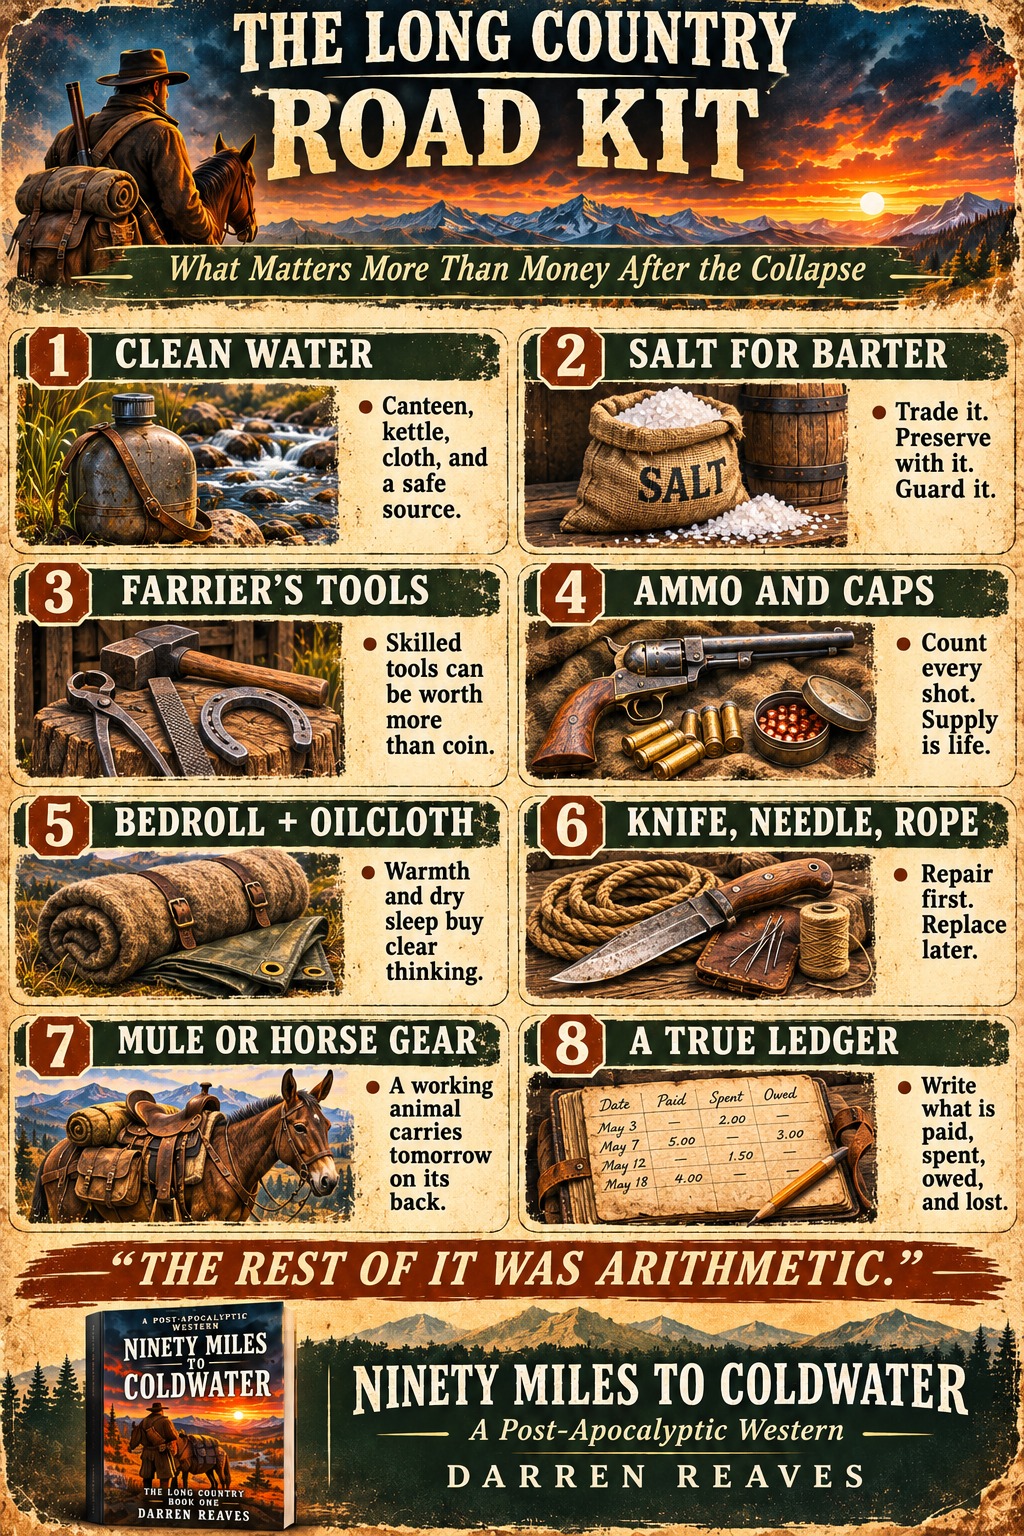 THE LONG COUNTRY
ROAD KIT
What Matters More Than Money After the Collapse
1 CLEAN WATER
• Canteen,
kettle,
cloth, and
a safe
source.
2 SALT FOR BARTER
SALT
• Trade it.
Preserve
with it.
Guard it.
3 FARRIER'S TOOLS
• Skilled
tools can
be worth
more
than coin.
4 AMMO AND CAPS
• Count
every
shot.
Supply
is life.
5 BEDROLL + OILCLOTH
• Warmth
and dry
sleep buy
clear
thinking.
6 KNIFE, NEEDLE, ROPE
• Repair
first.
Replace
later.
7 MULE OR HORSE GEAR
• A working
animal
carries
tomorrow
on its
back.
8 A TRUE LEDGER
Date Paid Spent Owed
May 3 — 2.00 —
May 7 5.00 — 3.00
May 12 — 1.50 —
May 18 4.00
• Write
what is
paid,
spent,
owed,
and lost.
"THE REST OF IT WAS ARITHMETIC."
A POST-APOCALYPTIC
WESTERN
NINETY MILES
TO
COLDWATER
THE LONG COUNTRY
BOOK ONE
DARREN REAVES
NINETY MILES TO COLDWATER
A Post-Apocalyptic Western
DARREN REAVES